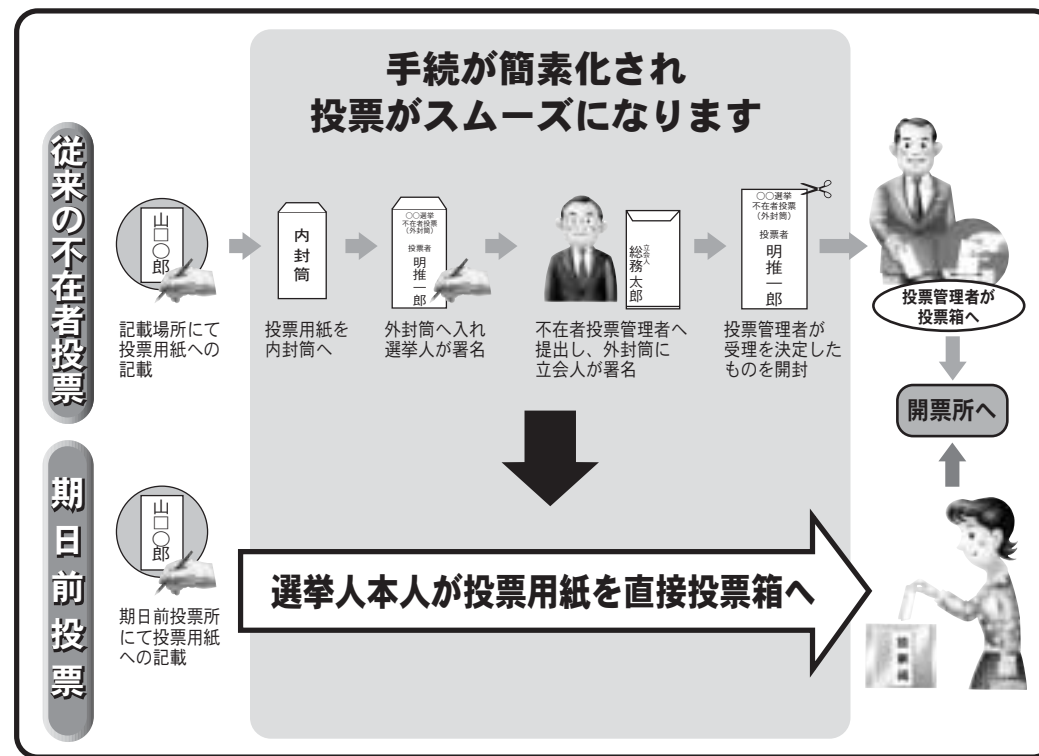 手続が簡素化され
投票がスムーズになります
従来の不在者投票
山□○郎
記載場所にて
投票用紙への
記載
内封筒
投票用紙を
内封筒へ
○○選挙
不在者投票
(外封筒)
投票者
明推一郎
外封筒へ入れ
選挙人が署名
立会人
総務太郎
不在者投票管理者へ
提出し、外封筒に
立会人が署名
○○選挙
不在者投票
(外封筒)
投票者
明推一郎
投票管理者が
受理を決定した
ものを開封
投票管理者が
投票箱へ
開票所へ
期日前投票
山□○郎
期日前投票所
にて投票用紙
への記載
選挙人本人が投票用紙を直接投票箱へ